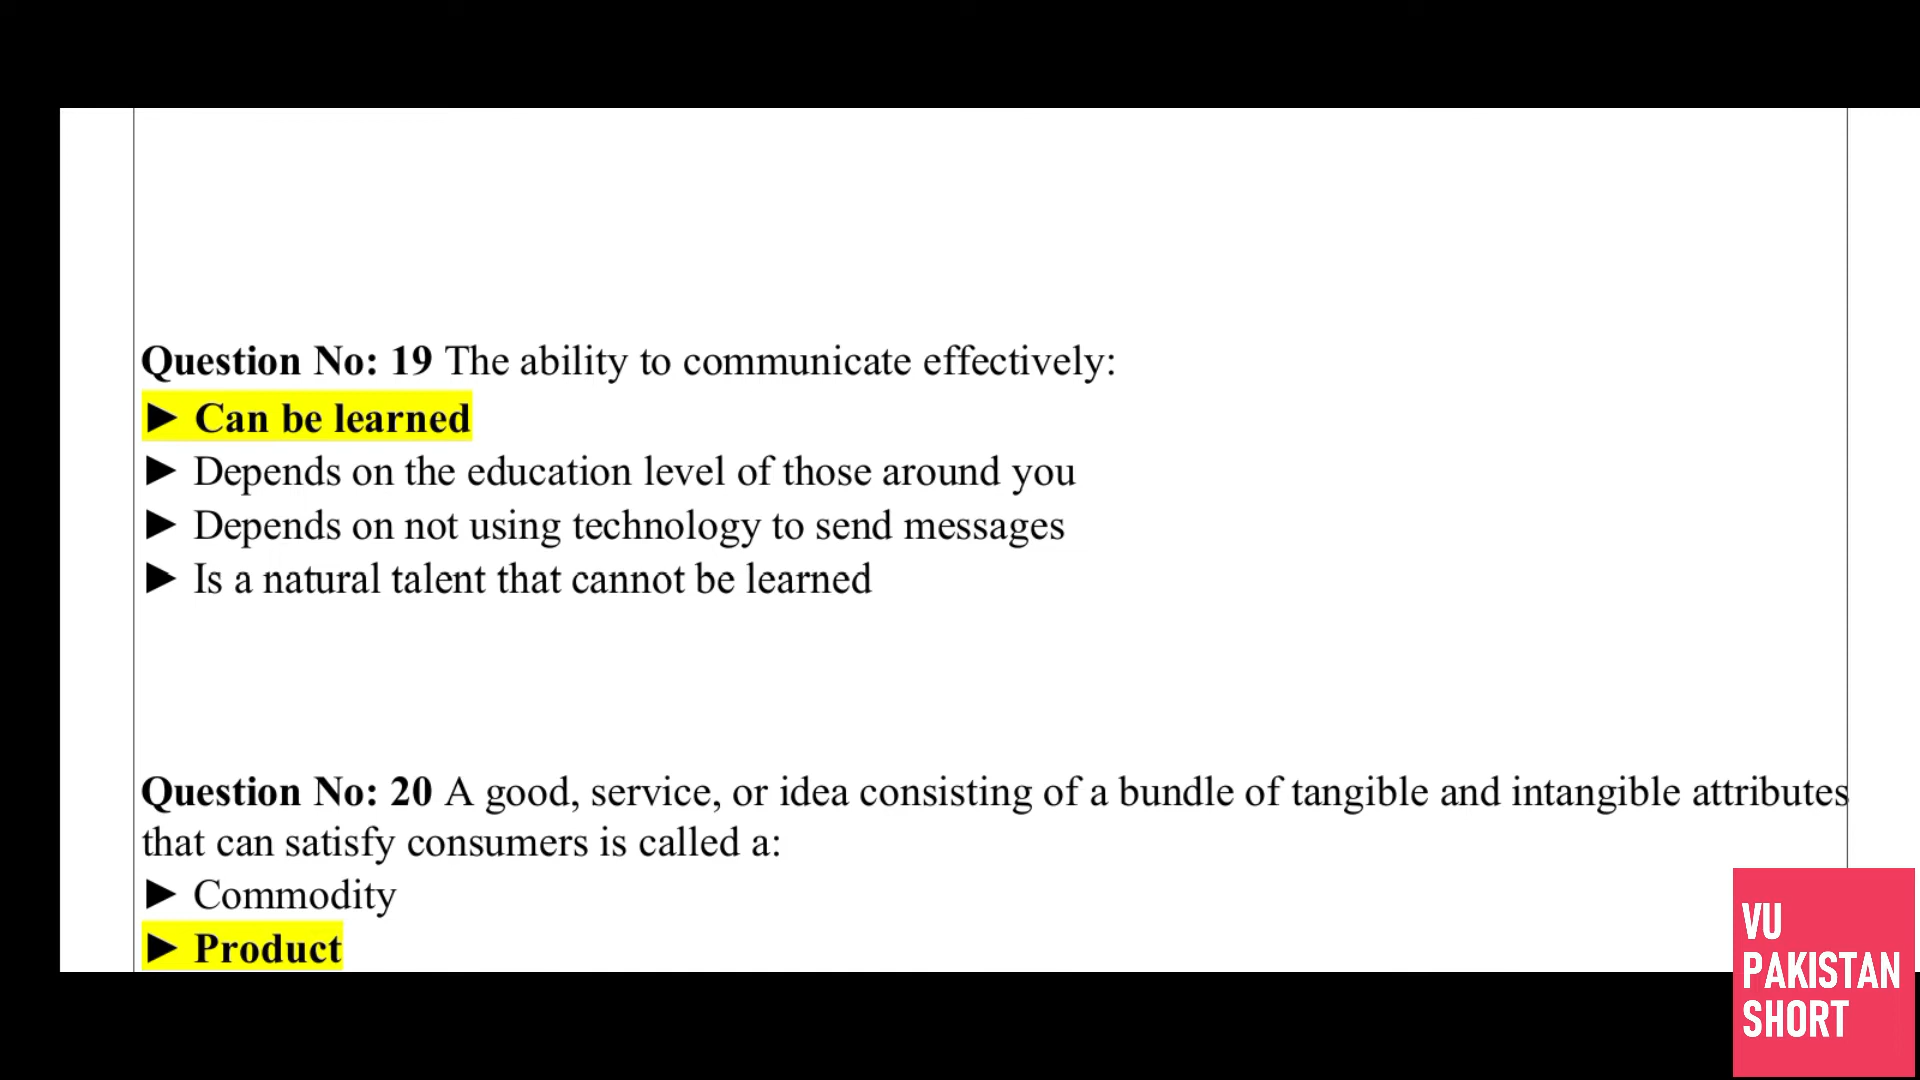 Question No: 19 The ability to communicate effectively:
► Can be learned
► Depends on the education level of those around you
► Depends on not using technology to send messages
► Is a natural talent that cannot be learned
Question No: 20 A good, service, or idea consisting of a bundle of tangible and intangible attributes
that can satisfy consumers is called a:
► Commodity
► Product
VU
PAKISTAN
SHORT